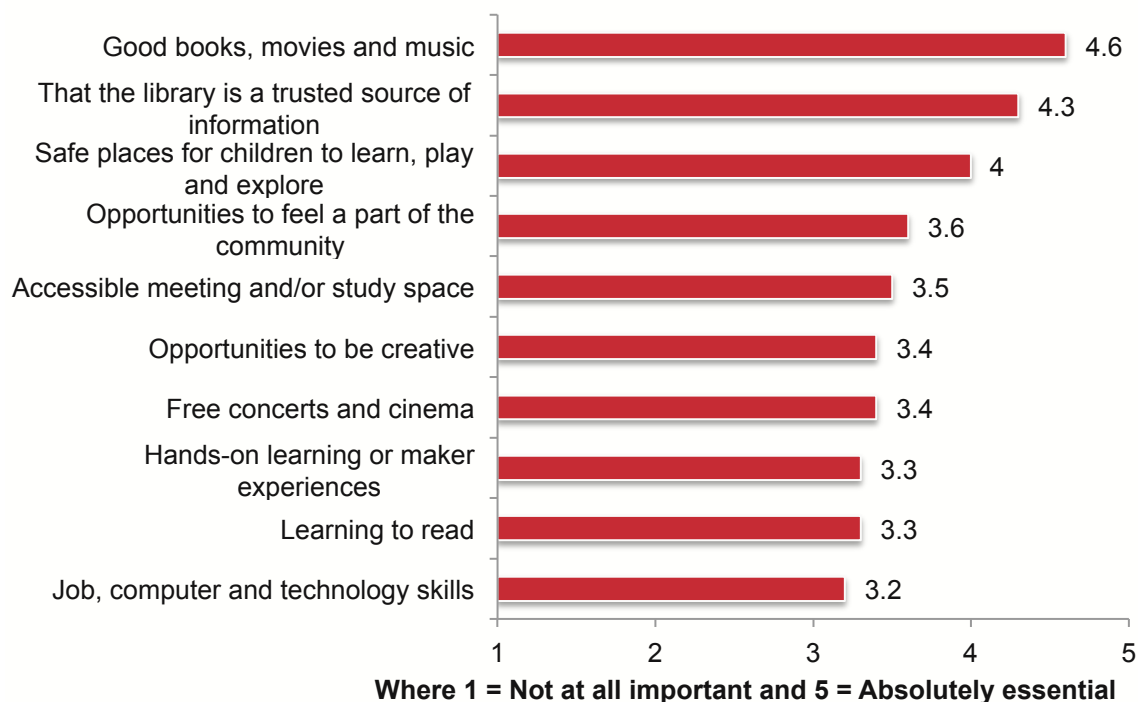 Good books, movies and music
4.6
That the library is a trusted source of
information
4.3
Safe places for children to learn, play
and explore
4
Opportunities to feel a part of the
community
3.6
Accessible meeting and/or study space
3.5
Opportunities to be creative
3.4
Free concerts and cinema
3.4
Hands-on learning or maker
experiences
3.3
Learning to read
3.3
Job, computer and technology skills
3.2
1 2 3 4 5
Where 1 = Not at all important and 5 = Absolutely essential